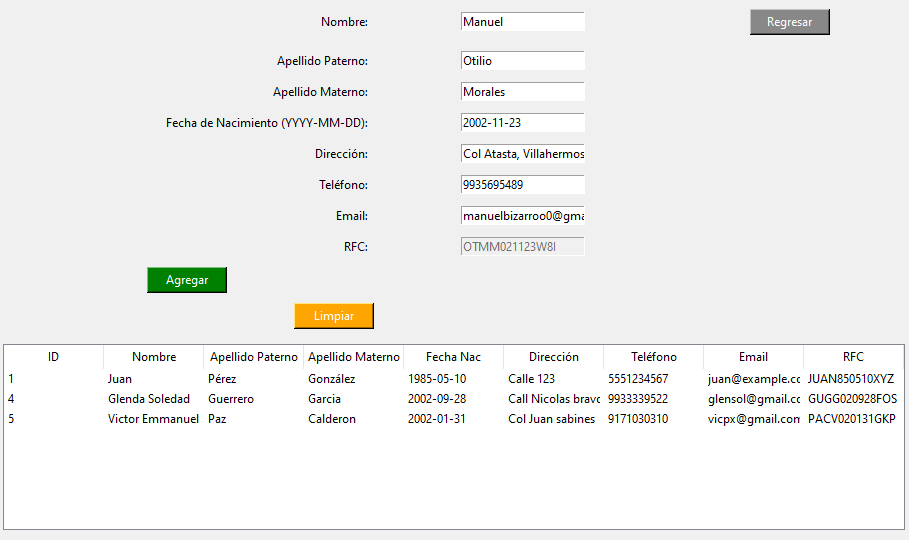 Nombre: Manuel Regresar
Apellido Paterno: Otilio
Apellido Materno: Morales
Fecha de Nacimiento (YYYY-MM-DD): 2002-11-23
Dirección: Col Atasta, Villahermos
Teléfono: 9935695489
Email: manuelbizarroo0@gma
RFC: OTMM021123W8I
Agregar
Limpiar
ID Nombre Apellido Paterno Apellido Materno Fecha Nac Dirección Teléfono Email RFC
1 Juan Pérez González 1985-05-10 Calle 123 5551234567 juan@example.cc JUAN850510XYZ
4 Glenda Soledad Guerrero Garcia 2002-09-28 Call Nicolas bravo 9933339522 glensol@gmail.cc GUGG020928FOS
5 Victor Emmanuel Paz Calderon 2002-01-31 Col Juan sabines 9171030310 vicpx@gmail.com PACV020131GKP